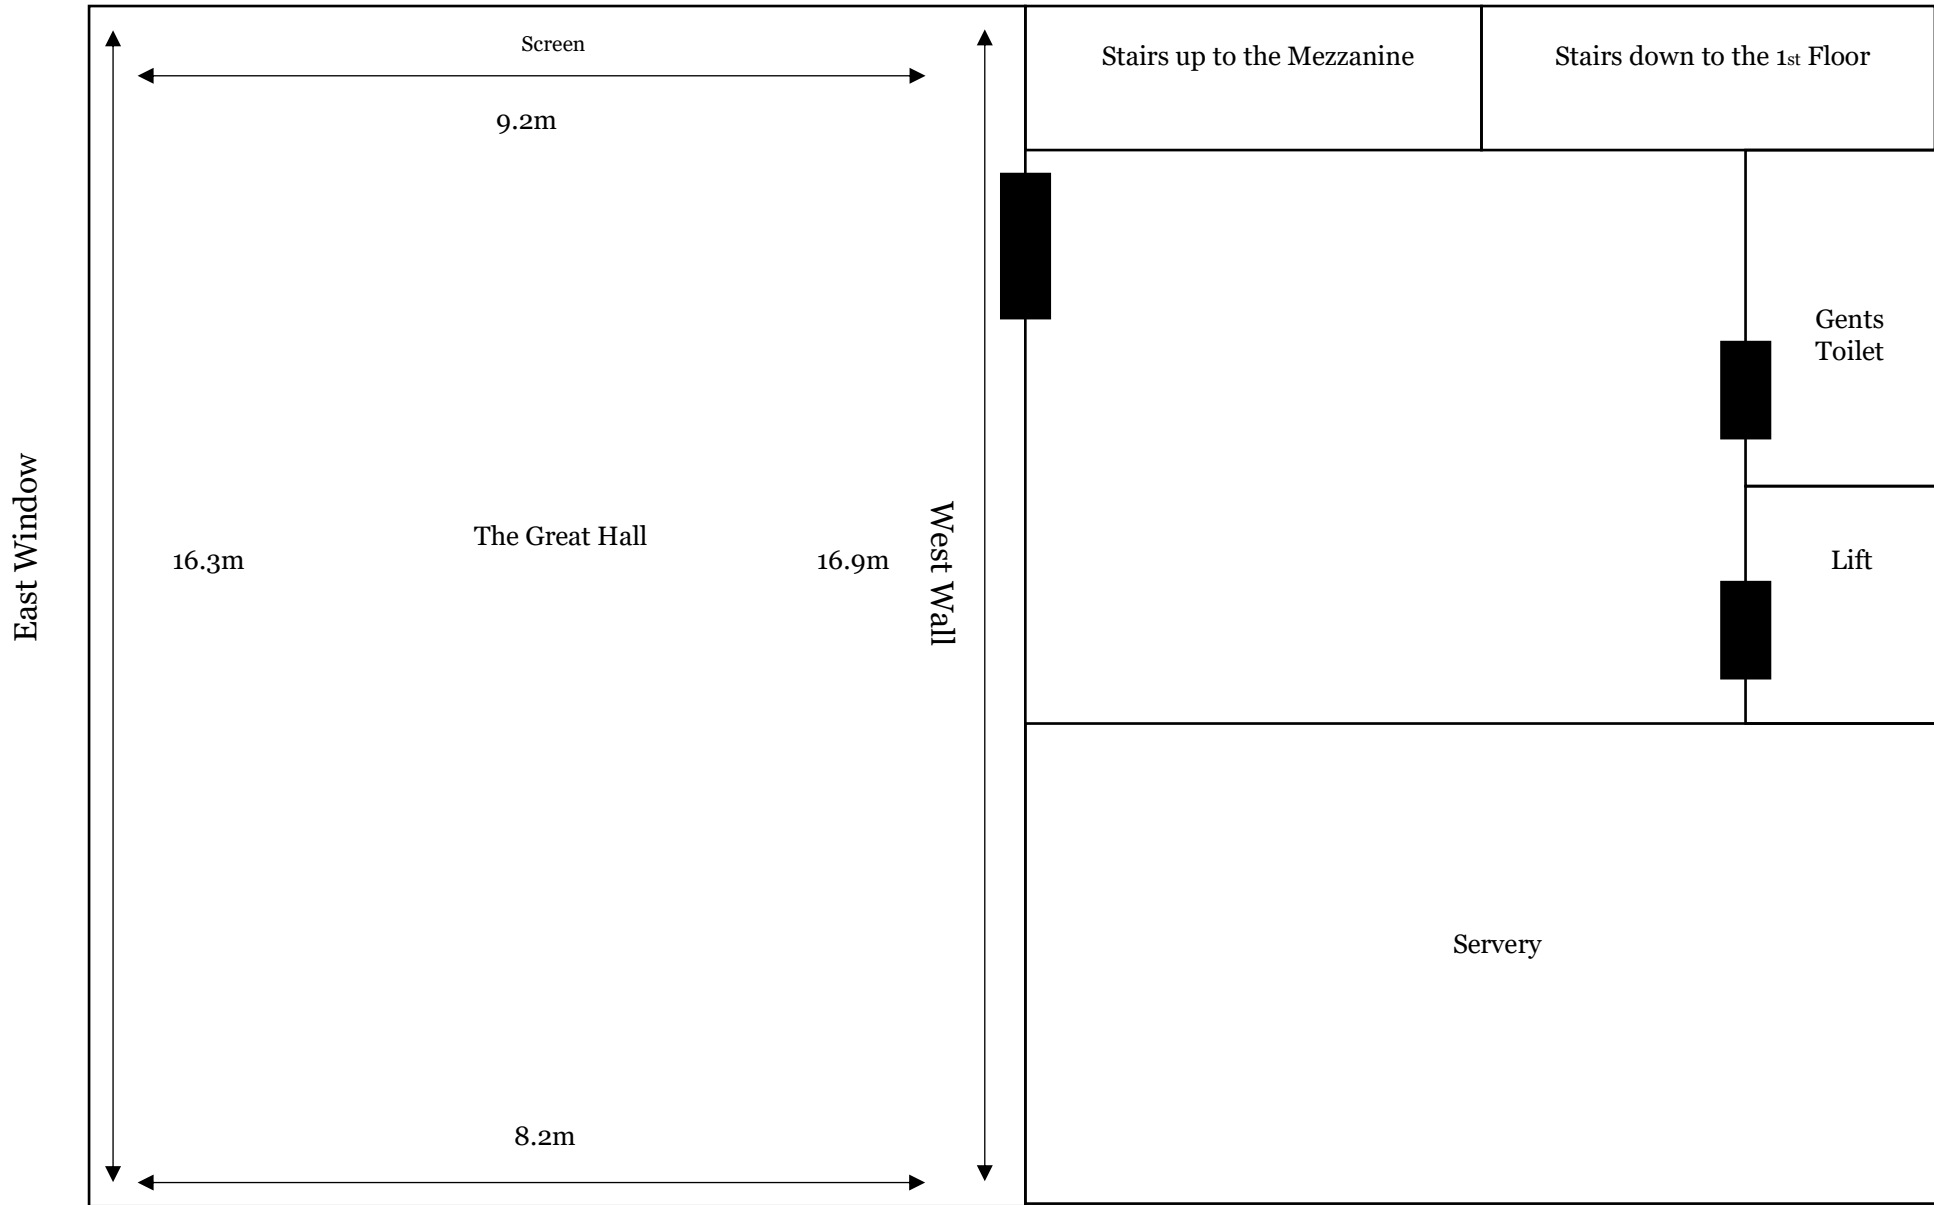 Screen
9.2m
Stairs up to the Mezzanine
Stairs down to the 1st Floor
Gents
Toilet
East Window
16.3m
The Great Hall
16.9m
West Wall
Lift
Servery
8.2m